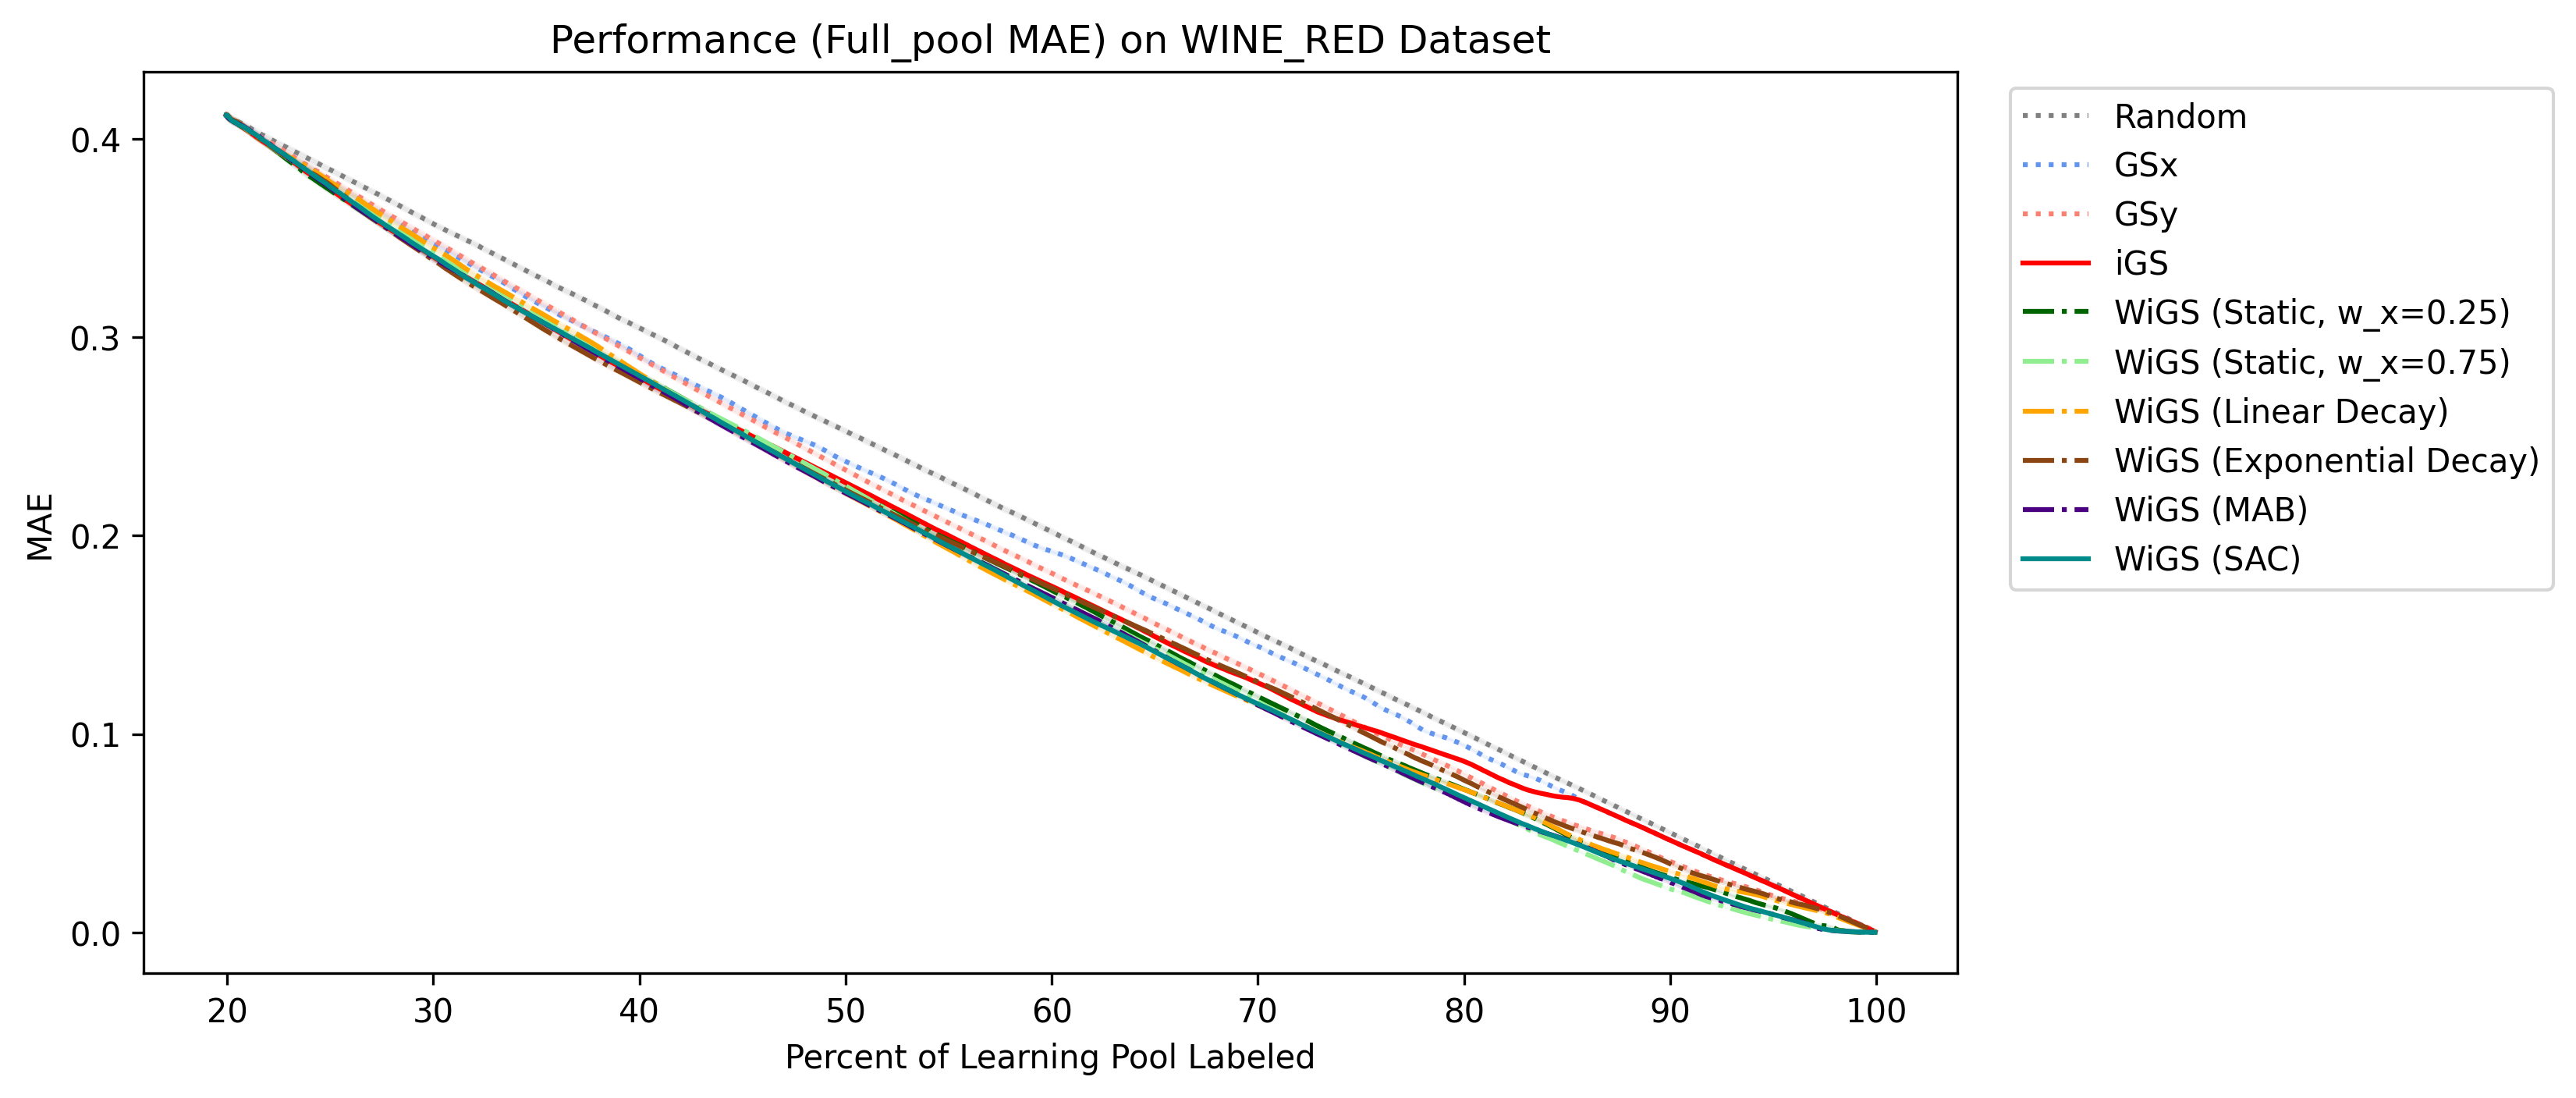 Performance (Full_pool MAE) on WINE_RED Dataset
MAE
0.4
0.3
0.2
0.1
0.0
20 30 40 50 60 70 80 90 100
Percent of Learning Pool Labeled
Random
GSx
GSy
iGS
WiGS (Static, w_x=0.25)
WiGS (Static, w_x=0.75)
WiGS (Linear Decay)
WiGS (Exponential Decay)
WiGS (MAB)
WiGS (SAC)